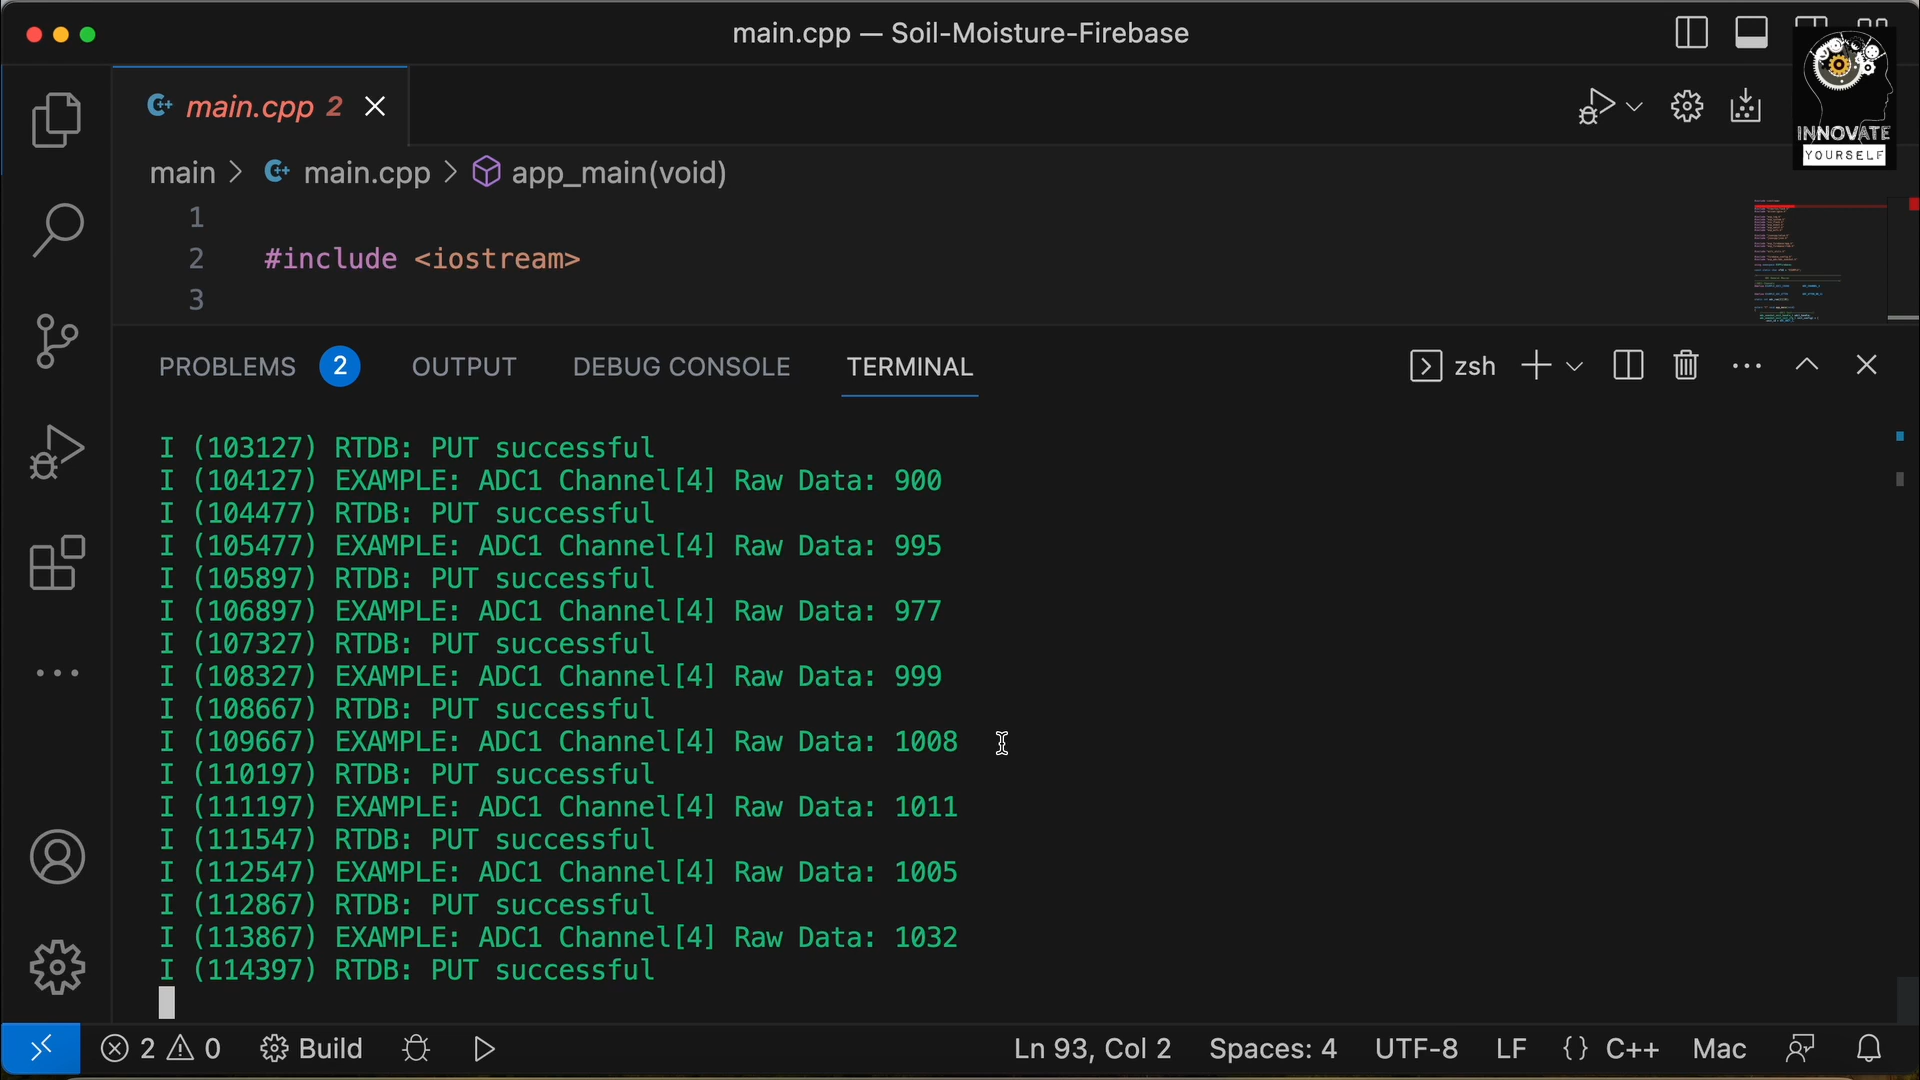 main.cpp — Soil-Moisture-Firebase
INNOVATE
YOURSELF
main.cpp 2
main > main.cpp > app_main(void)
1
2 #include <iostream>
3
PROBLEMS 2 OUTPUT DEBUG CONSOLE TERMINAL zsh
I (103127) RTDB: PUT successful
I (104127) EXAMPLE: ADC1 Channel[4] Raw Data: 900
I (104477) RTDB: PUT successful
I (105477) EXAMPLE: ADC1 Channel[4] Raw Data: 995
I (105897) RTDB: PUT successful
I (106897) EXAMPLE: ADC1 Channel[4] Raw Data: 977
I (107327) RTDB: PUT successful
I (108327) EXAMPLE: ADC1 Channel[4] Raw Data: 999
I (108667) RTDB: PUT successful
I (109667) EXAMPLE: ADC1 Channel[4] Raw Data: 1008
I (110197) RTDB: PUT successful
I (111197) EXAMPLE: ADC1 Channel[4] Raw Data: 1011
I (111547) RTDB: PUT successful
I (112547) EXAMPLE: ADC1 Channel[4] Raw Data: 1005
I (112867) RTDB: PUT successful
I (113867) EXAMPLE: ADC1 Channel[4] Raw Data: 1032
I (114397) RTDB: PUT successful
2 0 Build Ln 93, Col 2 Spaces: 4 UTF-8 LF {} C++ Mac